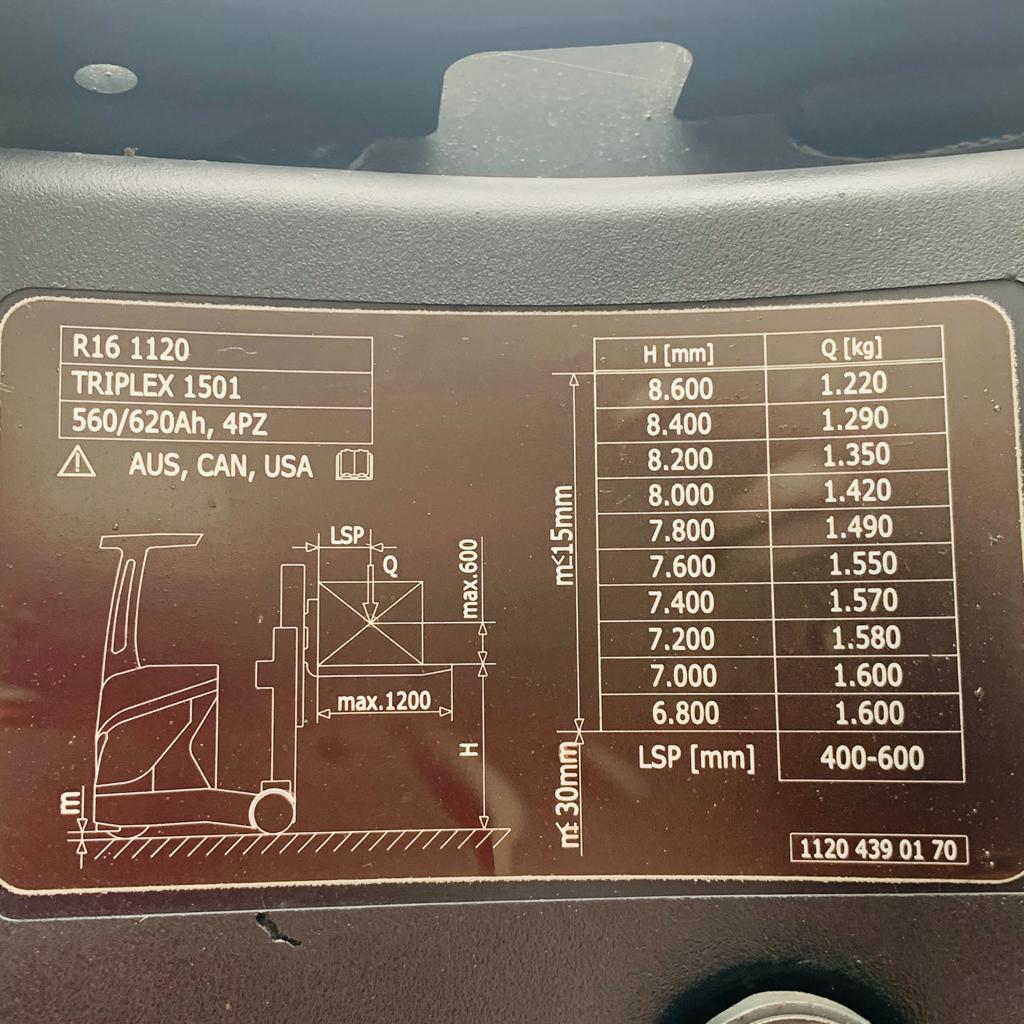 R16 1120
TRIPLEX 1501
560/620Ah, 4PZ
AUS, CAN, USA
LSP
Q
max.600
max.1200
H
m
H [mm] Q [kg]
8.600 1.220
8.400 1.290
8.200 1.350
8.000 1.420
7.800 1.490
7.600 1.550
7.400 1.570
7.200 1.580
7.000 1.600
6.800 1.600
LSP [mm] 400-600
m≤15mm
m≤30mm
1120 439 01 70